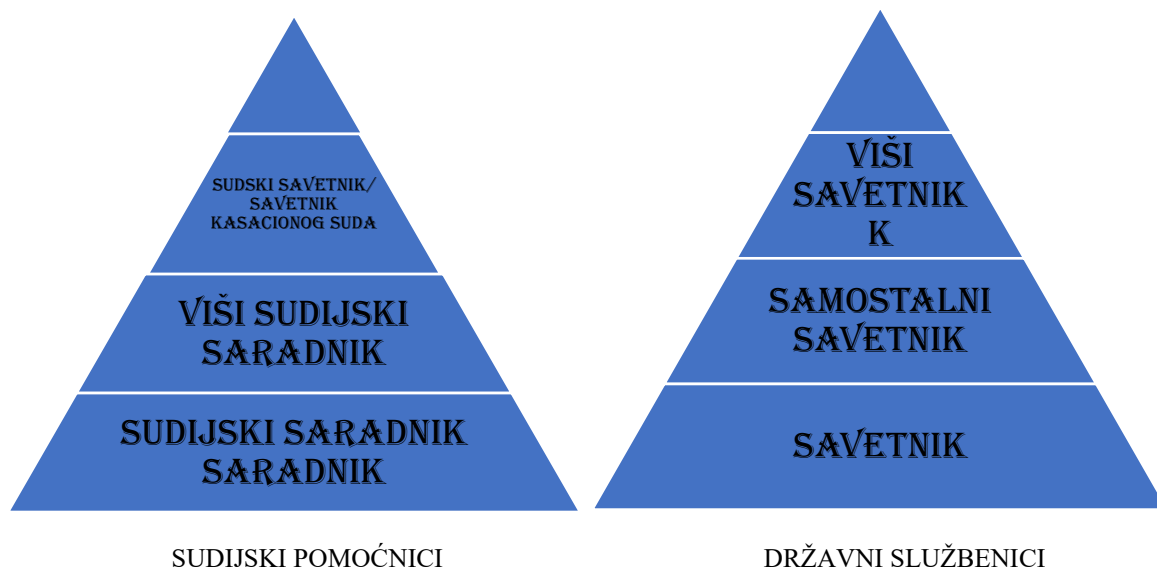 SUDSKI SAVETNIK/
SAVETNIK
KASACIONOG SUDA
VIŠI SUDIJSKI
SARADNIK
SUDIJSKI SARADNIK
SARADNIK
SUDIJSKI POMOĆNICI
VIŠI
SAVETNIK
K
SAMOSTALNI
SAVETNIK
SAVETNIK
DRŽAVNI SLUŽBENICI